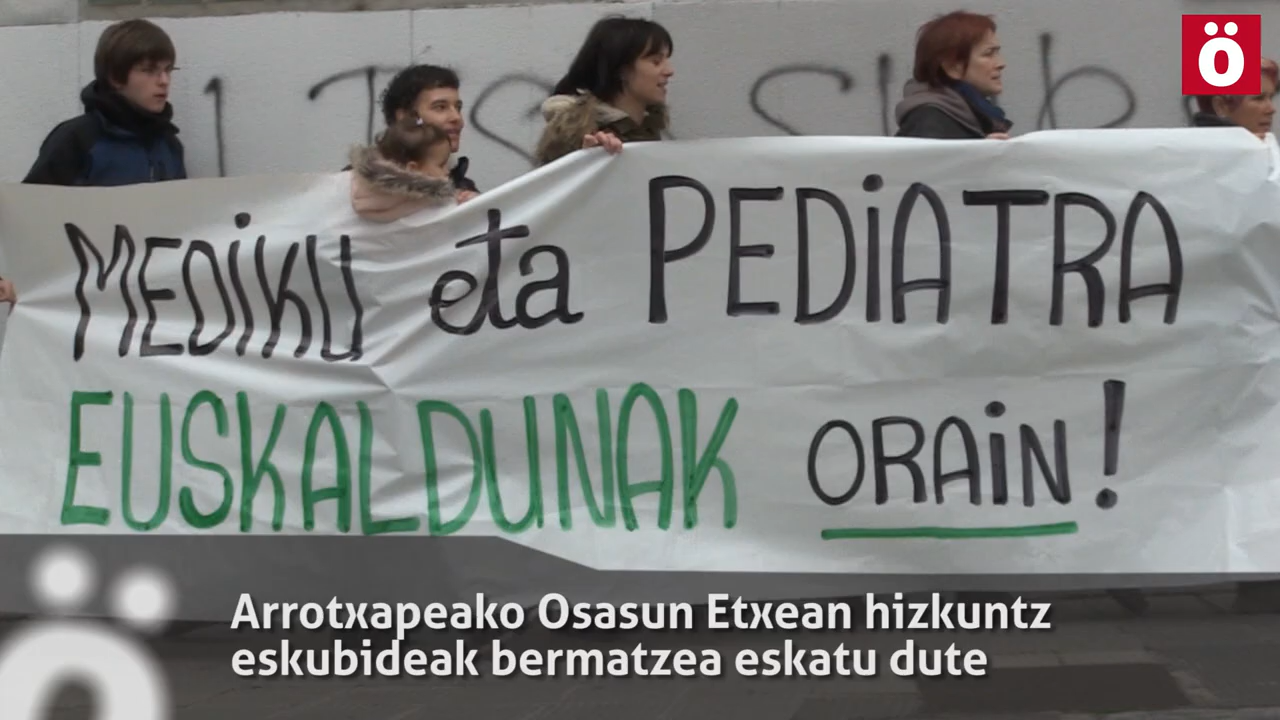 ö
MEDiKU eta PEDiATRA
EUSKALDUNAK ORAiN!
Arrotxapeako Osasun Etxean hizkuntz
eskubideak bermatzea eskatu dute